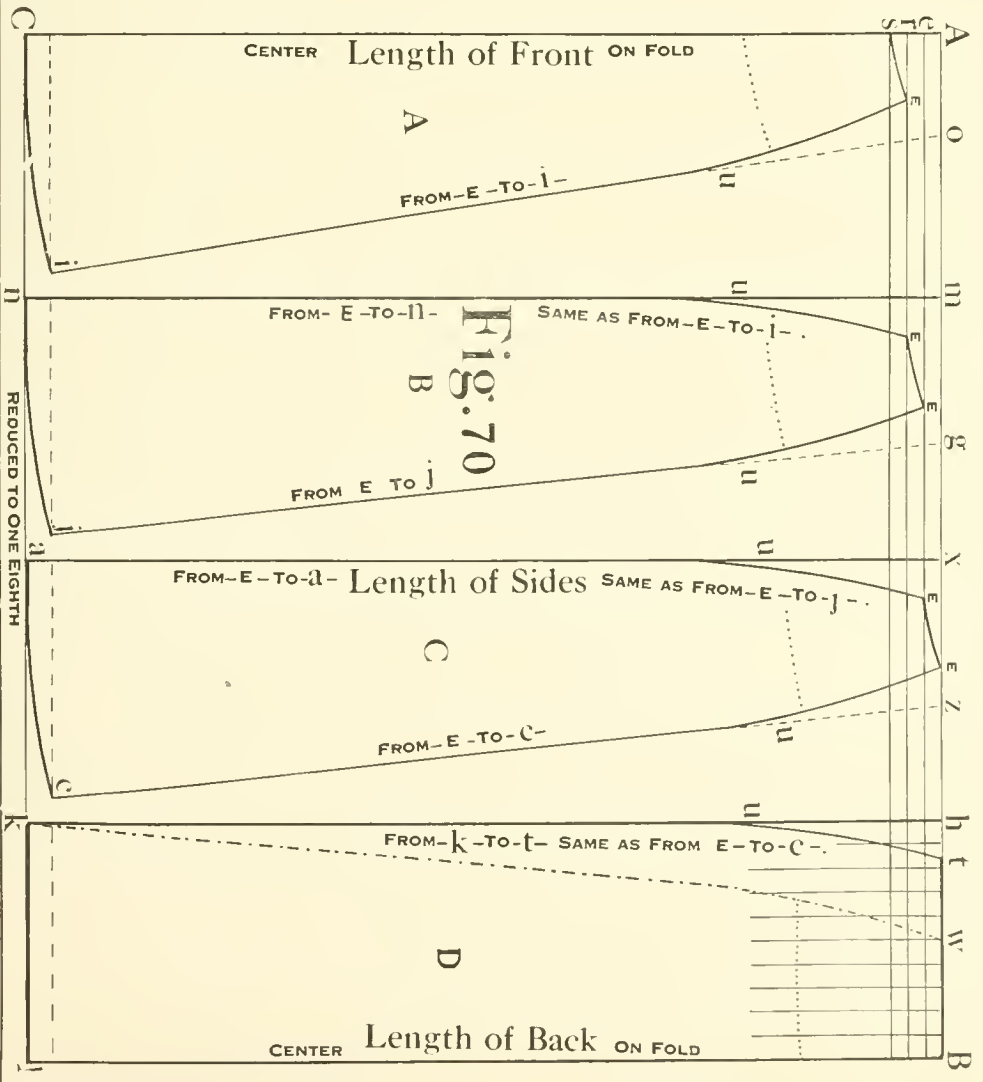 C
s r e A
CENTER Length of Front ON FOLD
E
o
A
u
FROM-E-TO-i-
i
n
u
m
FROM-E-TO-n- SAME AS FROM-E-TO-i-.
E
Fig. 70
B
E
g
u
FROM E TO j
j
a
u
X
FROM-E-TO-a- Length of Sides SAME AS FROM-E-TO-J-.
E
C
E
z
u
FROM-E-TO-c-
c
k
u
h
FROM-k-TO-t- SAME AS FROM E-TO-c-.
t
w
D
CENTER Length of Back ON FOLD
l
B
REDUCED TO ONE EIGHTH